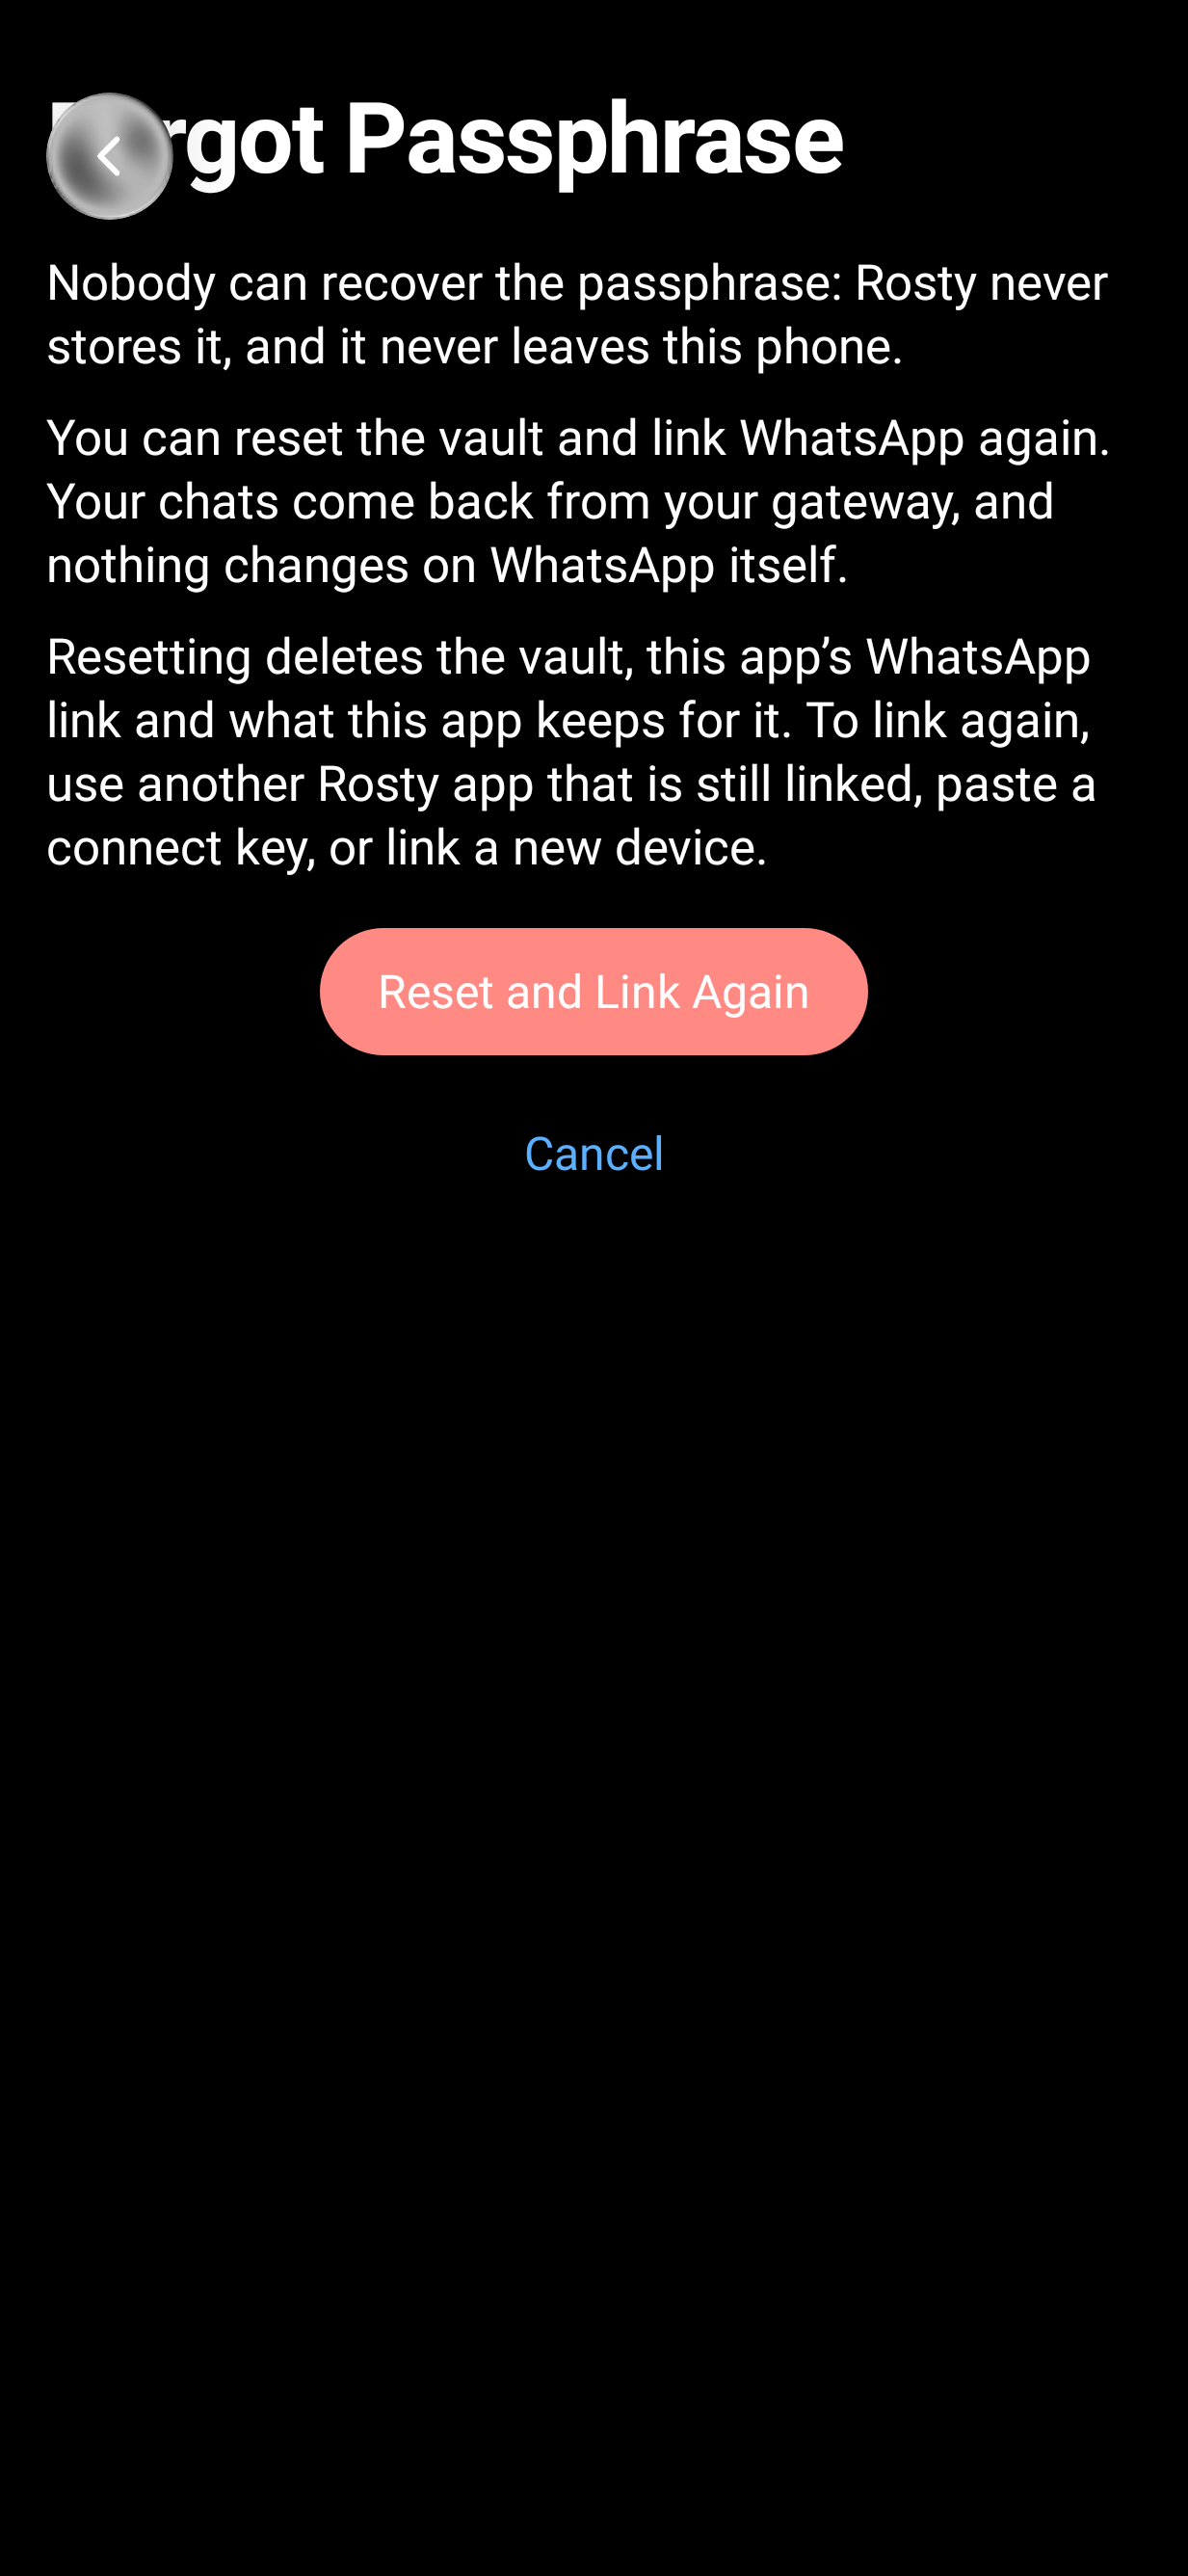 rgot Passphrase
Nobody can recover the passphrase: Rosty never
stores it, and it never leaves this phone.
You can reset the vault and link WhatsApp again.
Your chats come back from your gateway, and
nothing changes on WhatsApp itself.
Resetting deletes the vault, this app’s WhatsApp
link and what this app keeps for it. To link again,
use another Rosty app that is still linked, paste a
connect key, or link a new device.
Reset and Link Again
Cancel